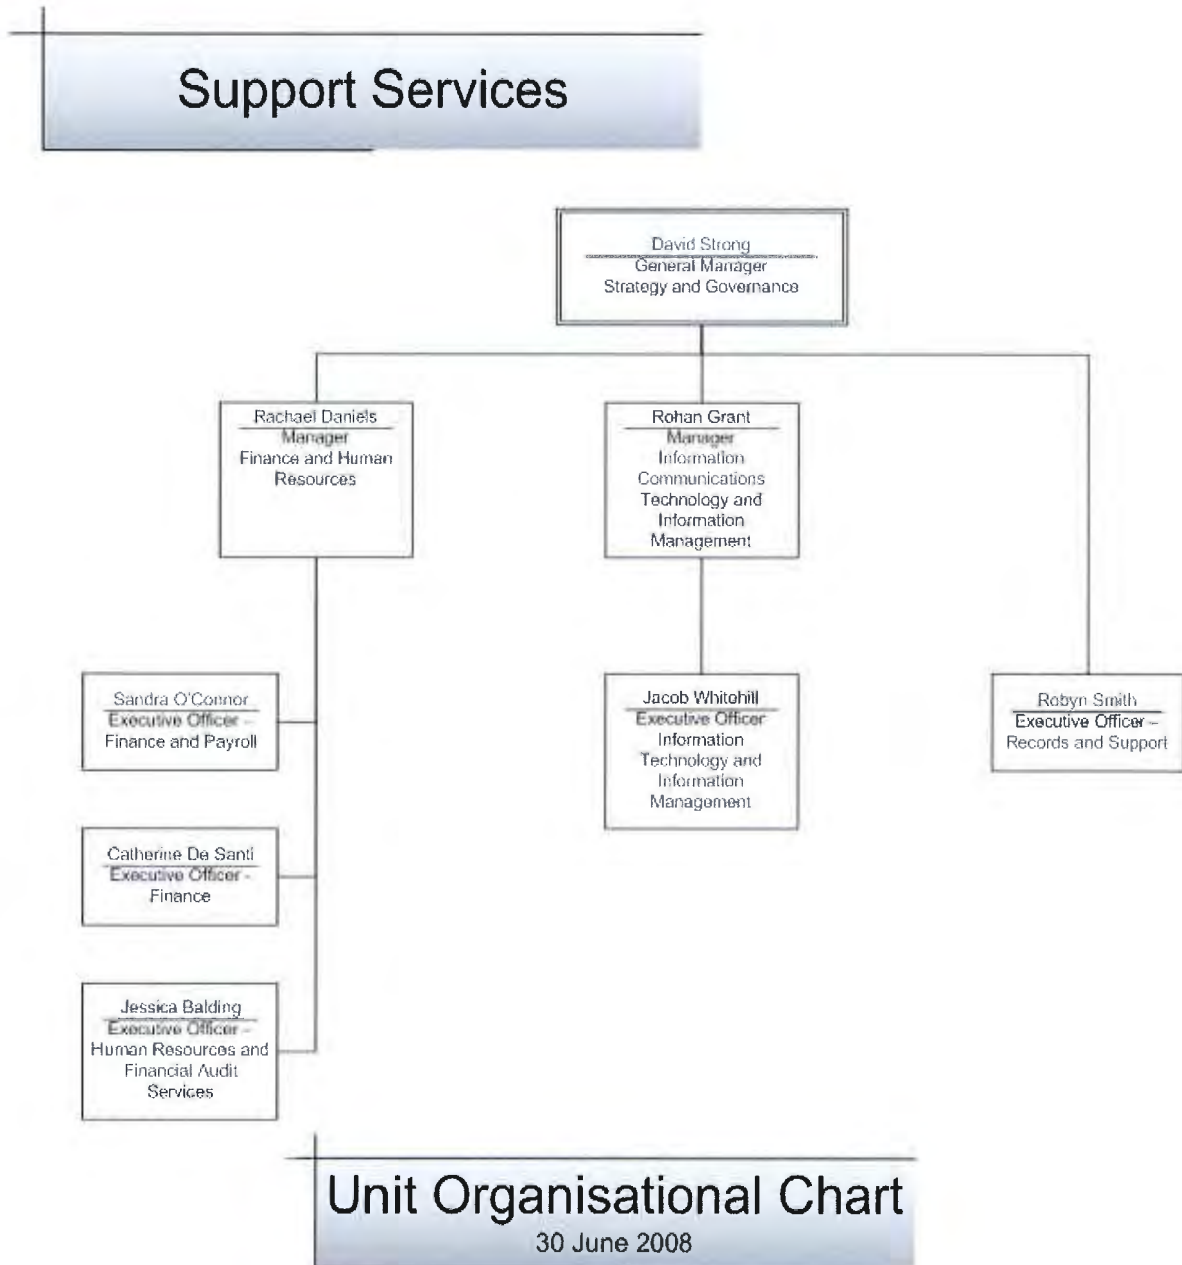 Support Services
David Strong
General Manager
Strategy and Governance
Rachael Daniels
Manager
Finance and Human
Resources
Rohan Grant
Manager
Information
Communications
Technology and
Information
Management
Sandra O'Connor
Executive Officer –
Finance and Payroll
Jacob Whitehill
Executive Officer
Information
Technology and
Information
Management
Robyn Smith
Executive Officer –
Records and Support
Catherine De Santi
Executive Officer -
Finance
Jessica Balding
Executive Officer –
Human Resources and
Financial Audit
Services
Unit Organisational Chart
30 June 2008